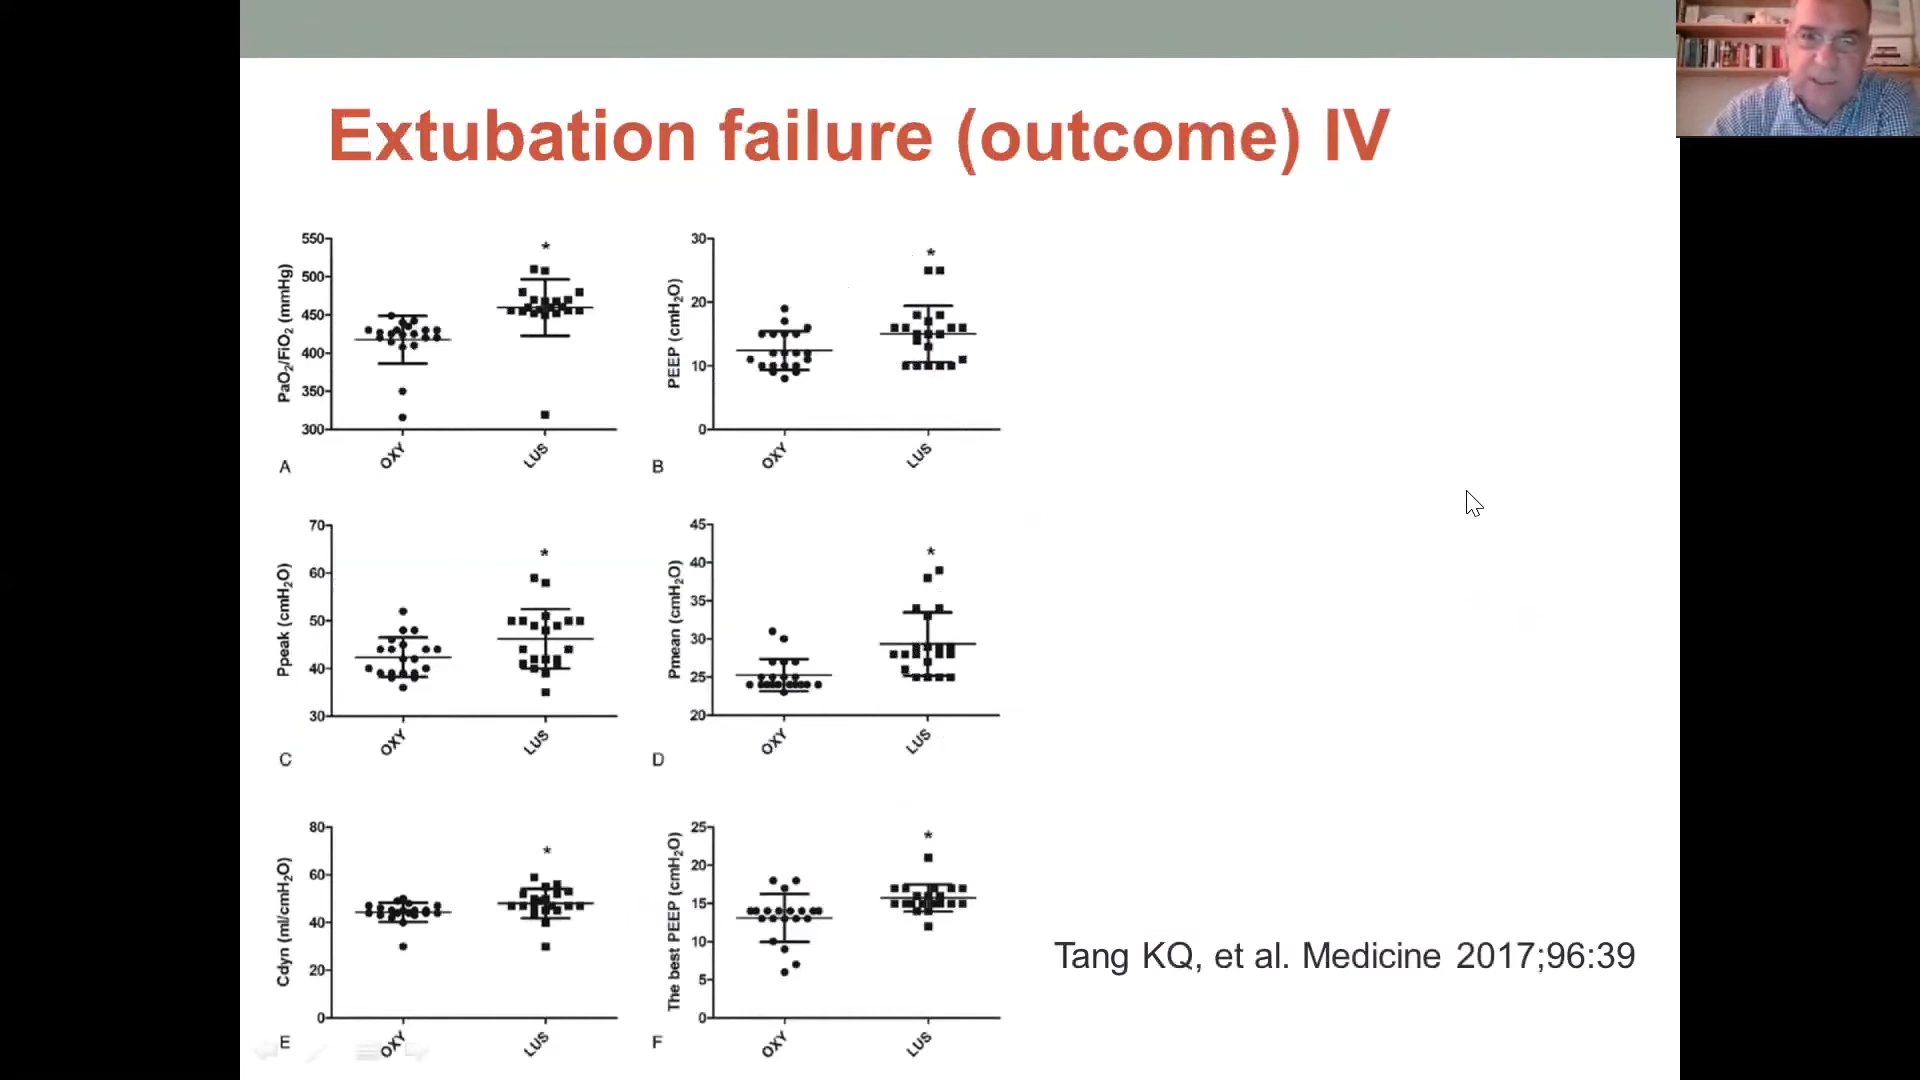 Extubation failure (outcome) IV
PaO2/FiO2 (mmHg)
550
500
450
400
350
300
*
OXY
LUS
A
PEEP (cmH2O)
30
20
10
0
*
OXY
LUS
B
Ppeak (cmH2O)
70
60
50
40
30
*
OXY
LUS
C
Pmean (cmH2O)
45
40
35
30
25
20
*
OXY
LUS
D
Cdyn (ml/cmH2O)
80
60
40
20
0
*
OXY
LUS
E
The best PEEP (cmH2O)
25
20
15
10
5
0
*
OXY
LUS
F
Tang KQ, et al. Medicine 2017;96:39